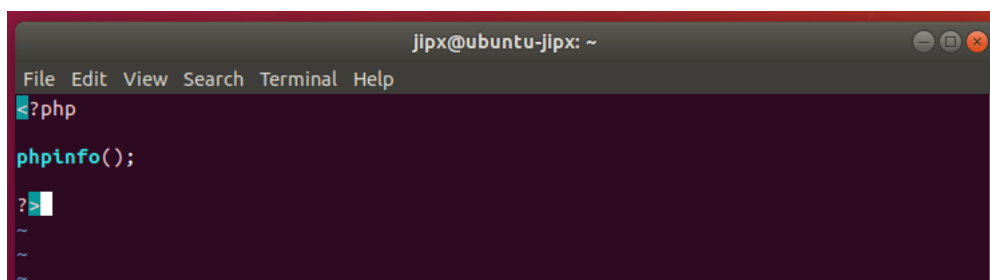 jipx@ubuntu-jipx: ~
File Edit View Search Terminal Help
<?php
phpinfo();
?>
~
~
~